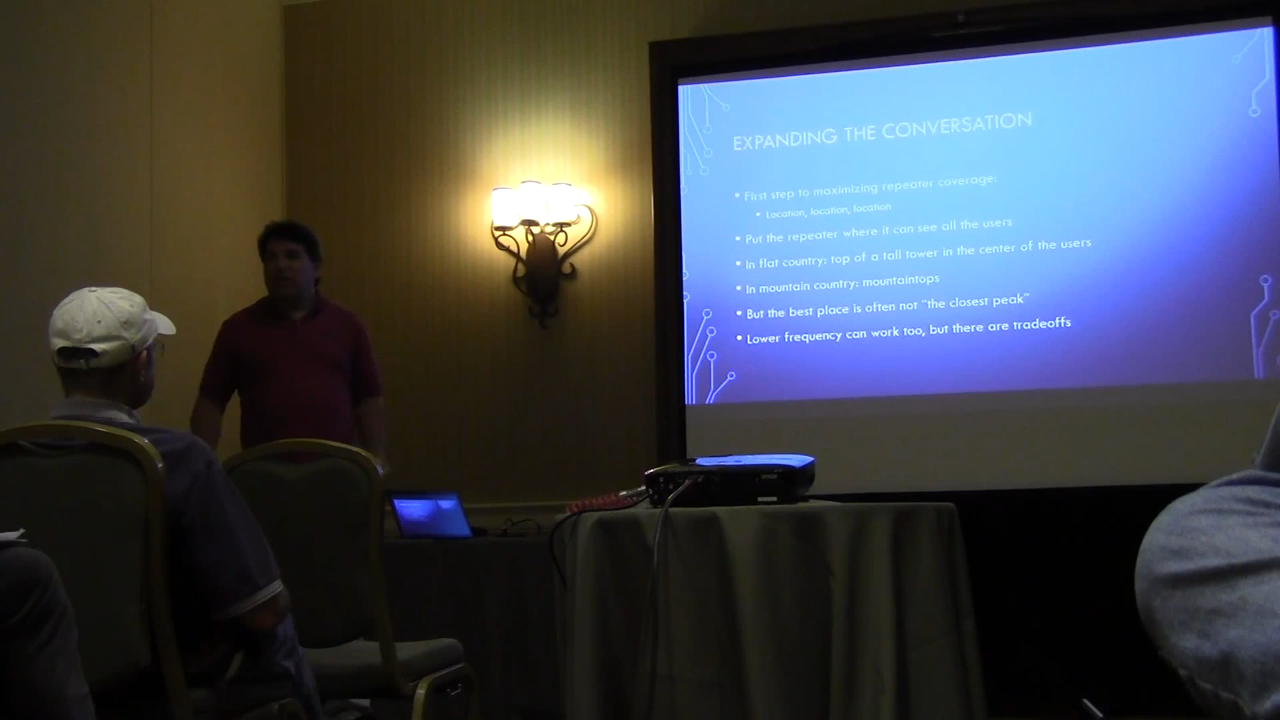 EXPANDING THE CONVERSATION
• First step to maximizing repeater coverage:
• Location, location, location
• Put the repeater where it can see all the users
• In flat country: top of a tall tower in the center of the users
• In mountain country: mountaintops
• But the best place is often not "the closest peak"
• Lower frequency can work too, but there are tradeoffs